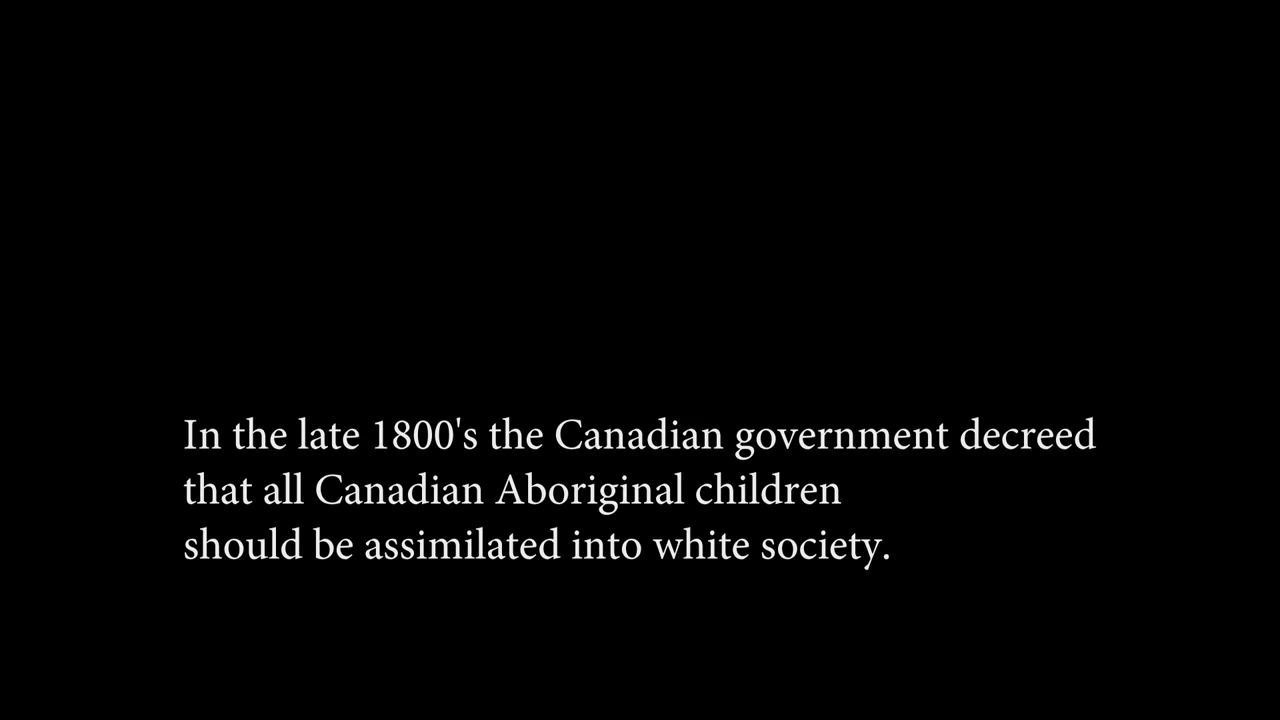 In the late 1800's the Canadian government decreed
that all Canadian Aboriginal children
should be assimilated into white society.